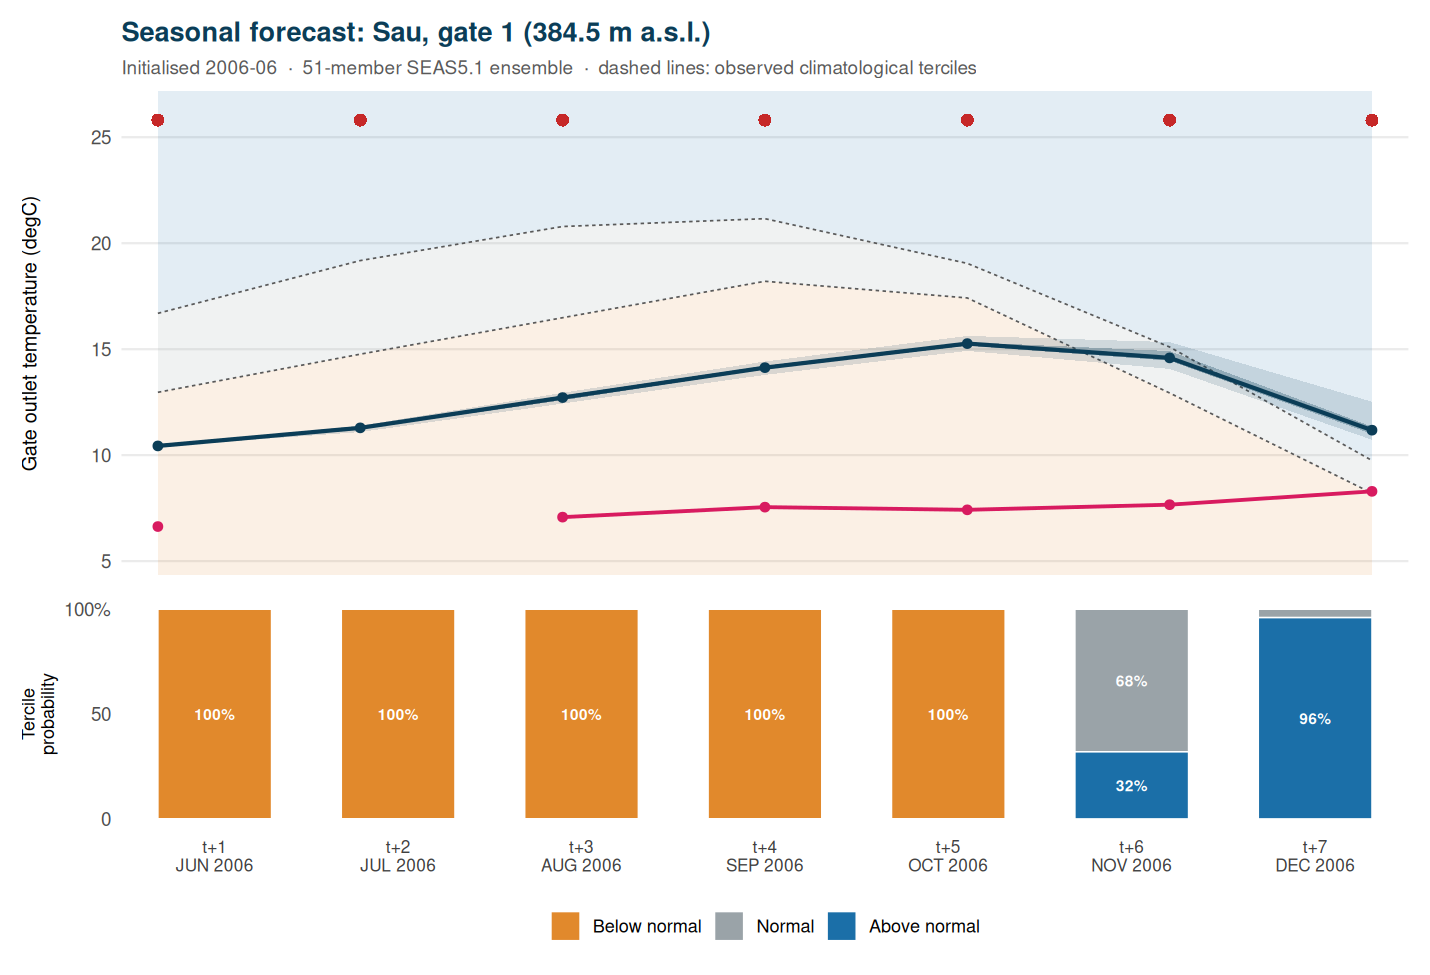 Seasonal forecast: Sau, gate 1 (384.5 m a.s.l.)
Initialised 2006-06 · 51-member SEAS5.1 ensemble · dashed lines: observed climatological terciles
Gate outlet temperature (degC)
25
20
15
10
5
Tercile
probability
100%
50
0
100%
100%
100%
100%
100%
68%
32%
96%
t+1
JUN 2006
t+2
JUL 2006
t+3
AUG 2006
t+4
SEP 2006
t+5
OCT 2006
t+6
NOV 2006
t+7
DEC 2006
Below normal
Normal
Above normal